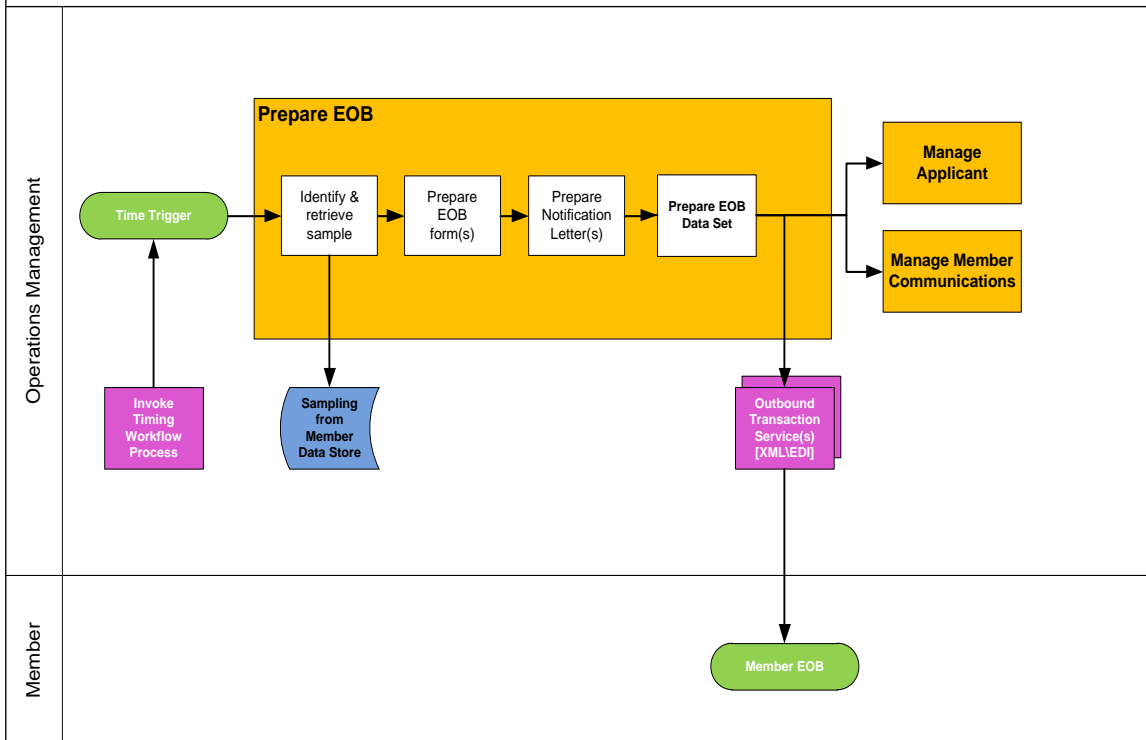 Operations Management
Prepare EOB
Time Trigger
Identify &
retrieve
sample
Prepare
EOB
form(s)
Prepare
Notification
Letter(s)
Prepare EOB
Data Set
Manage
Applicant
Manage Member
Communications
Invoke
Timing
Workflow
Process
Sampling
from
Member
Data Store
Outbound
Transaction
Service(s)
[XML\EDI]
Member
Member EOB